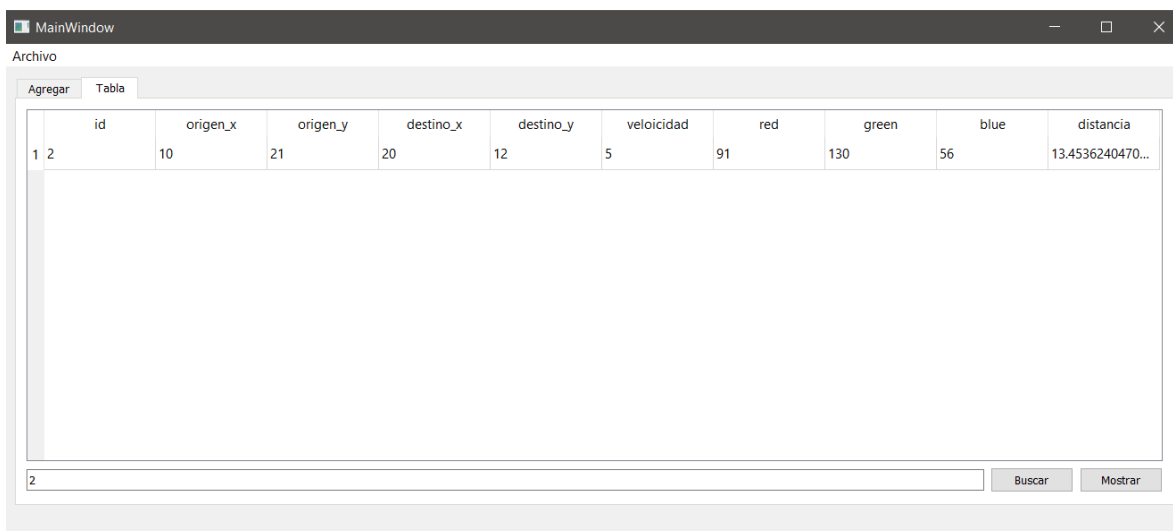 MainWindow
Archivo
Agregar Tabla
id origen_x origen_y destino_x destino_y veloicidad red green blue distancia
1 2 10 21 20 12 5 91 130 56 13.4536240470...
2 Buscar Mostrar